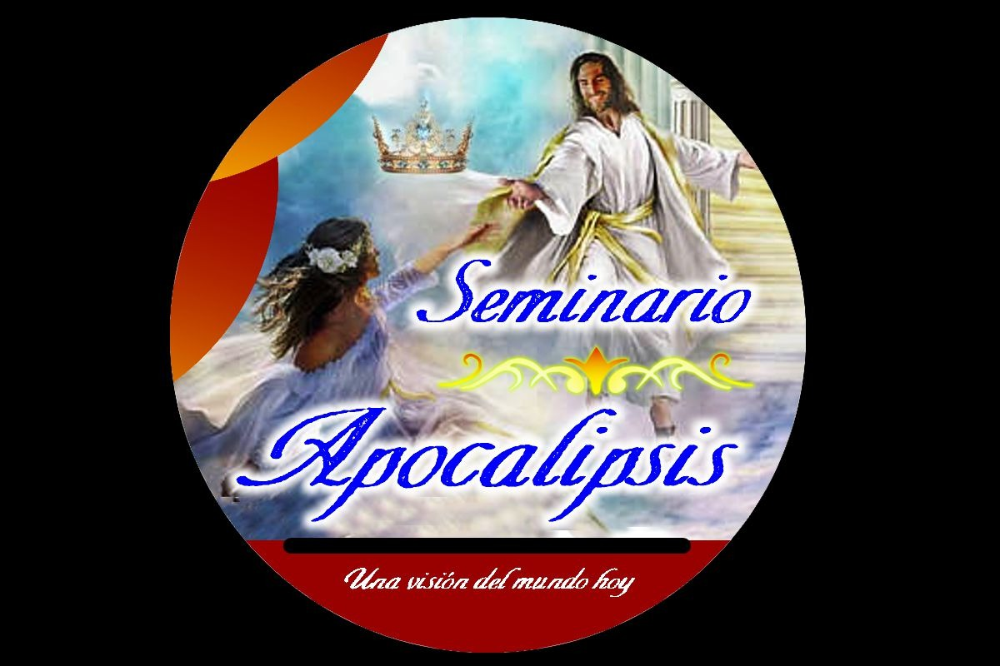 Seminario
Apocalipsis
Una visión del mundo hoy